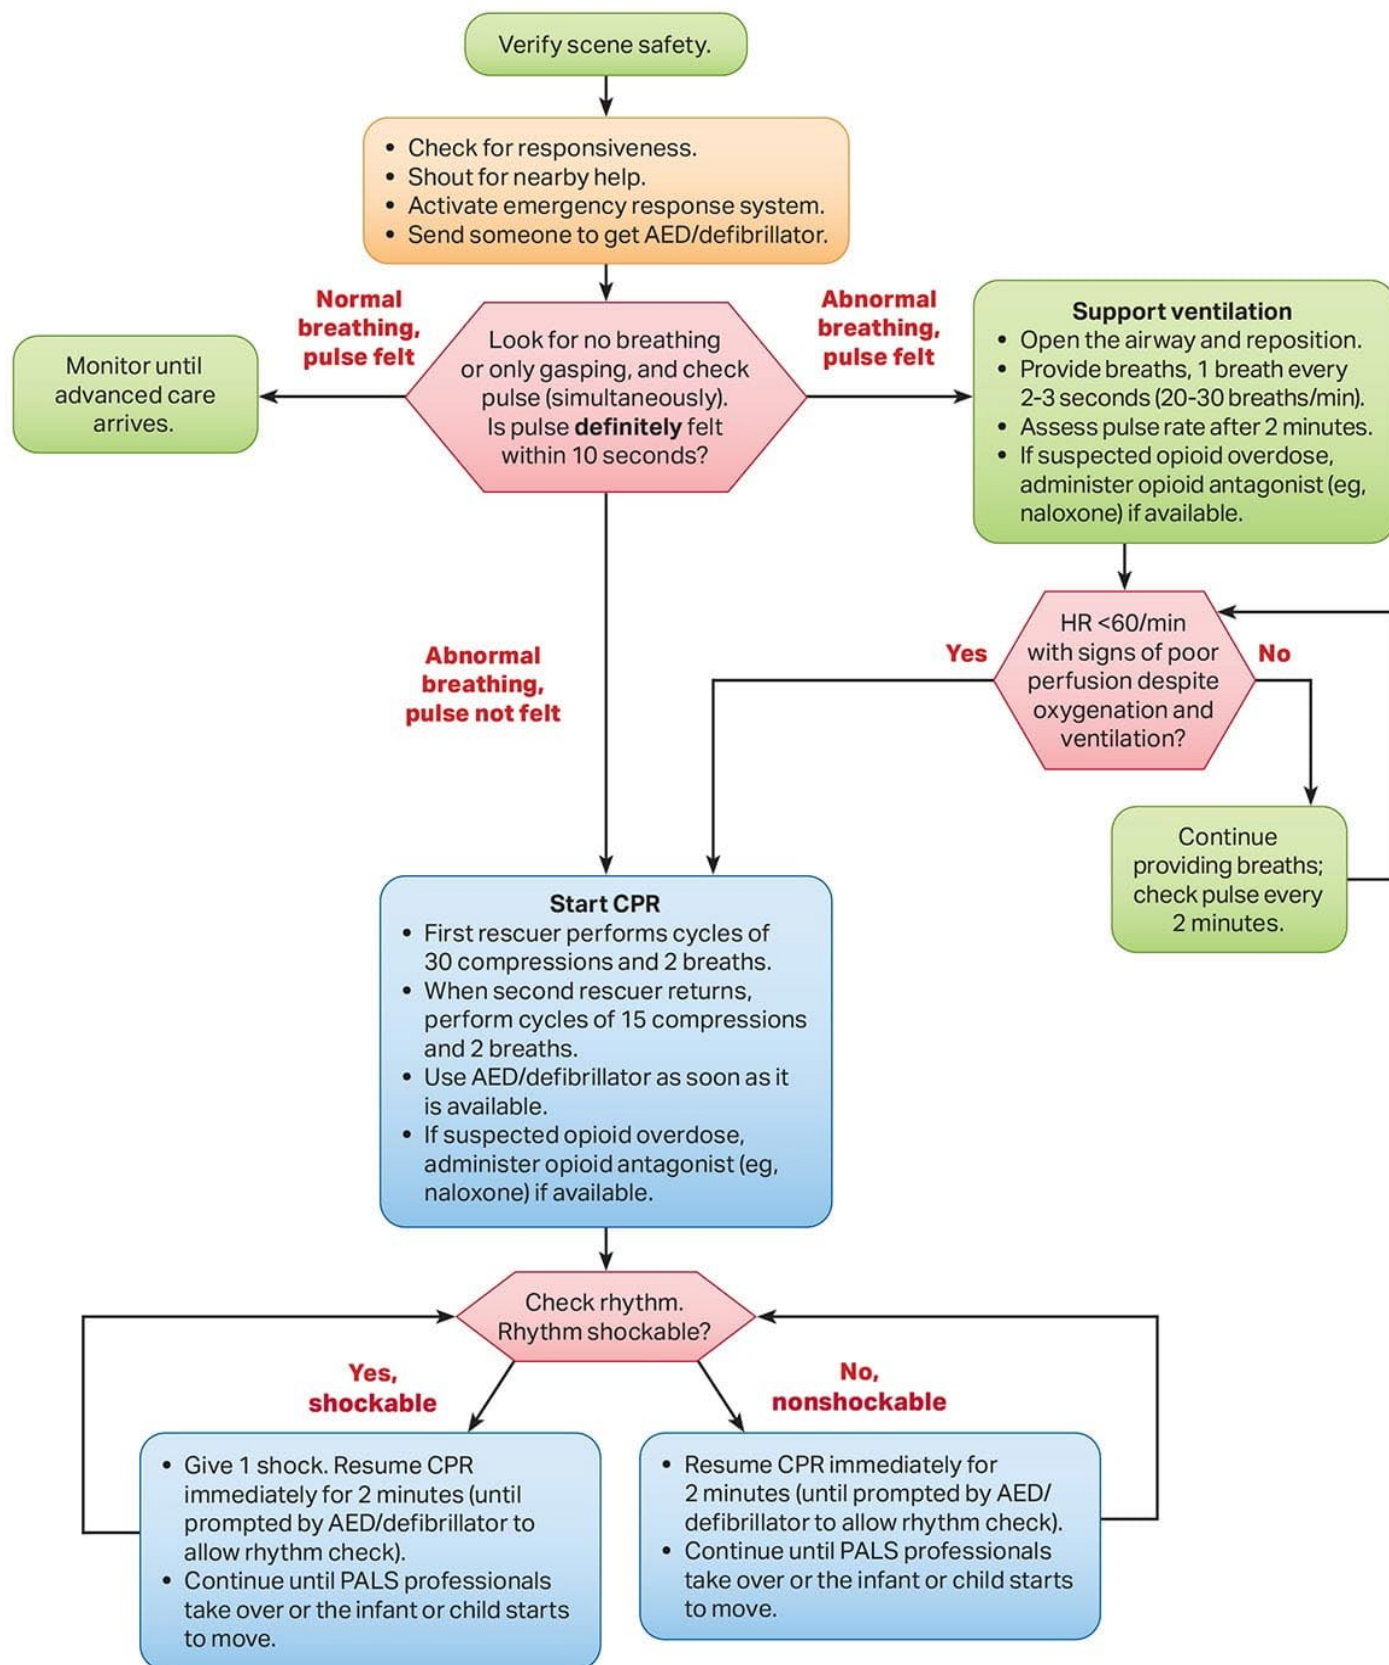 Verify scene safety.
• Check for responsiveness.
• Shout for nearby help.
• Activate emergency response system.
• Send someone to get AED/defibrillator.
Normal
breathing,
pulse felt
Abnormal
breathing,
pulse felt
Monitor until
advanced care
arrives.
Look for no breathing
or only gasping, and check
pulse (simultaneously).
Is pulse definitely felt
within 10 seconds?
Support ventilation
• Open the airway and reposition.
• Provide breaths, 1 breath every
2-3 seconds (20-30 breaths/min).
• Assess pulse rate after 2 minutes.
• If suspected opioid overdose,
administer opioid antagonist (eg,
naloxone) if available.
Abnormal
breathing,
pulse not felt
Yes
HR <60/min
with signs of poor
perfusion despite
oxygenation and
ventilation?
No
Continue
providing breaths;
check pulse every
2 minutes.
Start CPR
• First rescuer performs cycles of
30 compressions and 2 breaths.
• When second rescuer returns,
perform cycles of 15 compressions
and 2 breaths.
• Use AED/defibrillator as soon as it
is available.
• If suspected opioid overdose,
administer opioid antagonist (eg,
naloxone) if available.
Check rhythm.
Rhythm shockable?
Yes,
shockable
No,
nonshockable
• Give 1 shock. Resume CPR
immediately for 2 minutes (until
prompted by AED/defibrillator to
allow rhythm check).
• Continue until PALS professionals
take over or the infant or child starts
to move.
• Resume CPR immediately for
2 minutes (until prompted by AED/
defibrillator to allow rhythm check).
• Continue until PALS professionals
take over or the infant or child starts
to move.